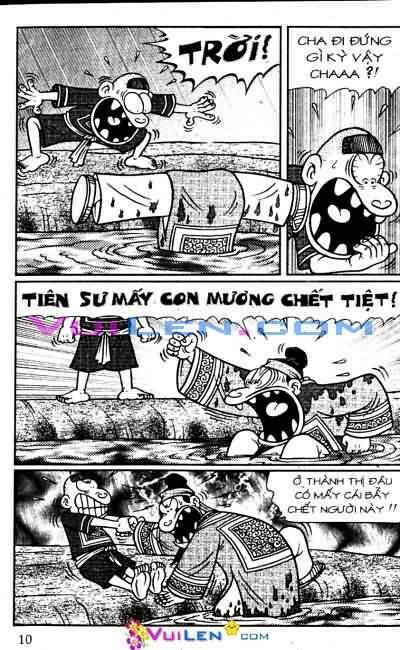 TRỜI!
CHA ĐI ĐỨNG
GÌ KỲ VẬY
CHAAA ?!
TIÊN SƯ MẤY CON MƯƠNG CHẾT TIỆT!
VUILEN.COM
Ở THÀNH THỊ ĐÂU
CÓ MẤY CÁI BẪY
CHẾT NGƯỜI NÀY !!
10
VUILEN.COM